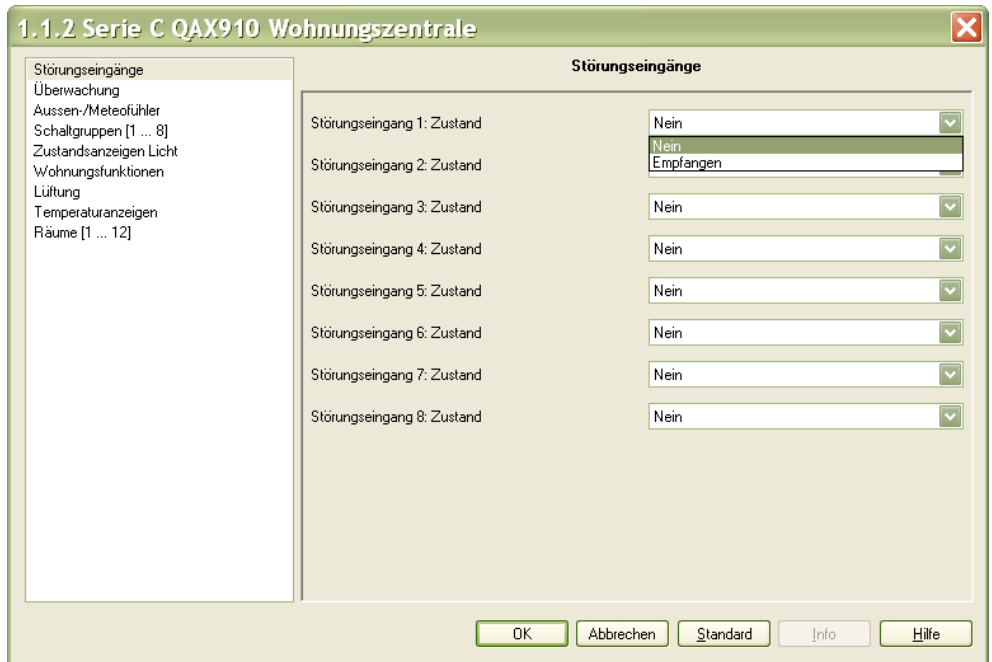 1.1.2 Serie C QAX910 Wohnungszentrale
Störungseingänge
Überwachung
Aussen-/Meteofühler
Schaltgruppen [1 ... 8]
Zustandsanzeigen Licht
Wohnungsfunktionen
Lüftung
Temperaturanzeigen
Räume [1 ... 12]
Störungseingänge
Störungseingang 1: Zustand Nein
Nein
Empfangen
Störungseingang 2: Zustand
Störungseingang 3: Zustand Nein
Störungseingang 4: Zustand Nein
Störungseingang 5: Zustand Nein
Störungseingang 6: Zustand Nein
Störungseingang 7: Zustand Nein
Störungseingang 8: Zustand Nein
OK Abbrechen Standard Info Hilfe